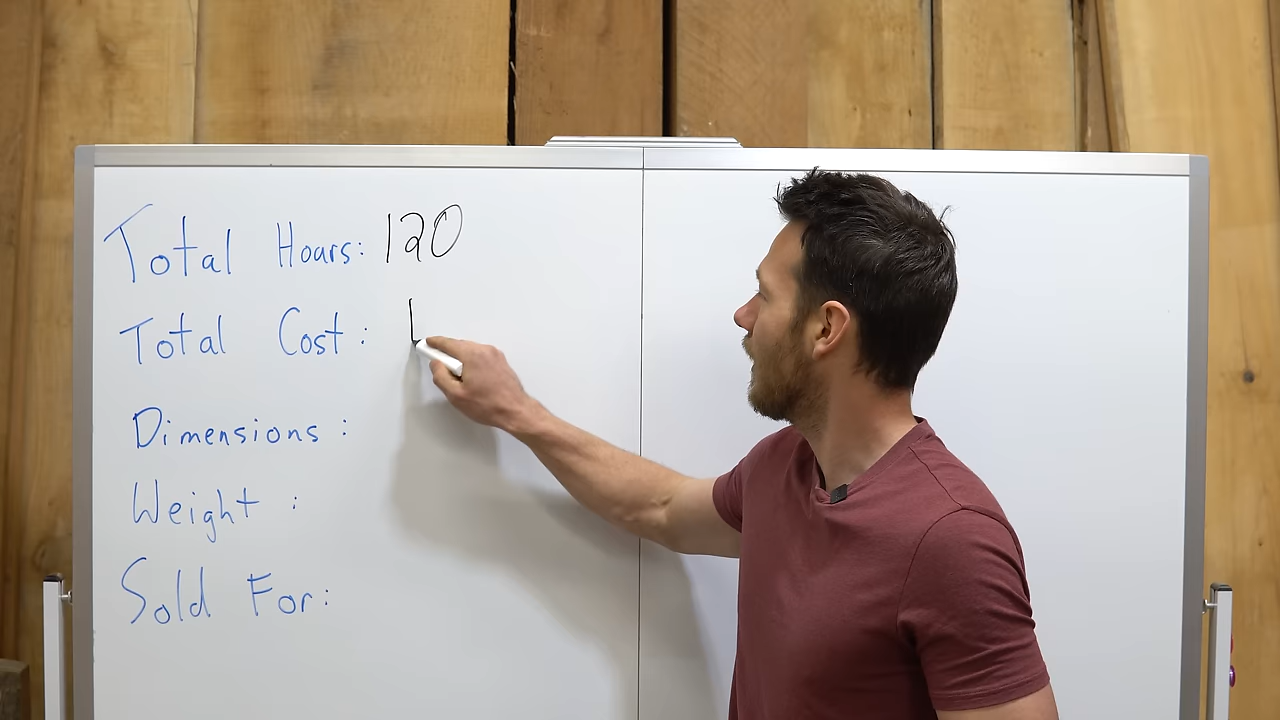 Total Hours: 120
Total Cost:
Dimensions:
Weight:
Sold For: